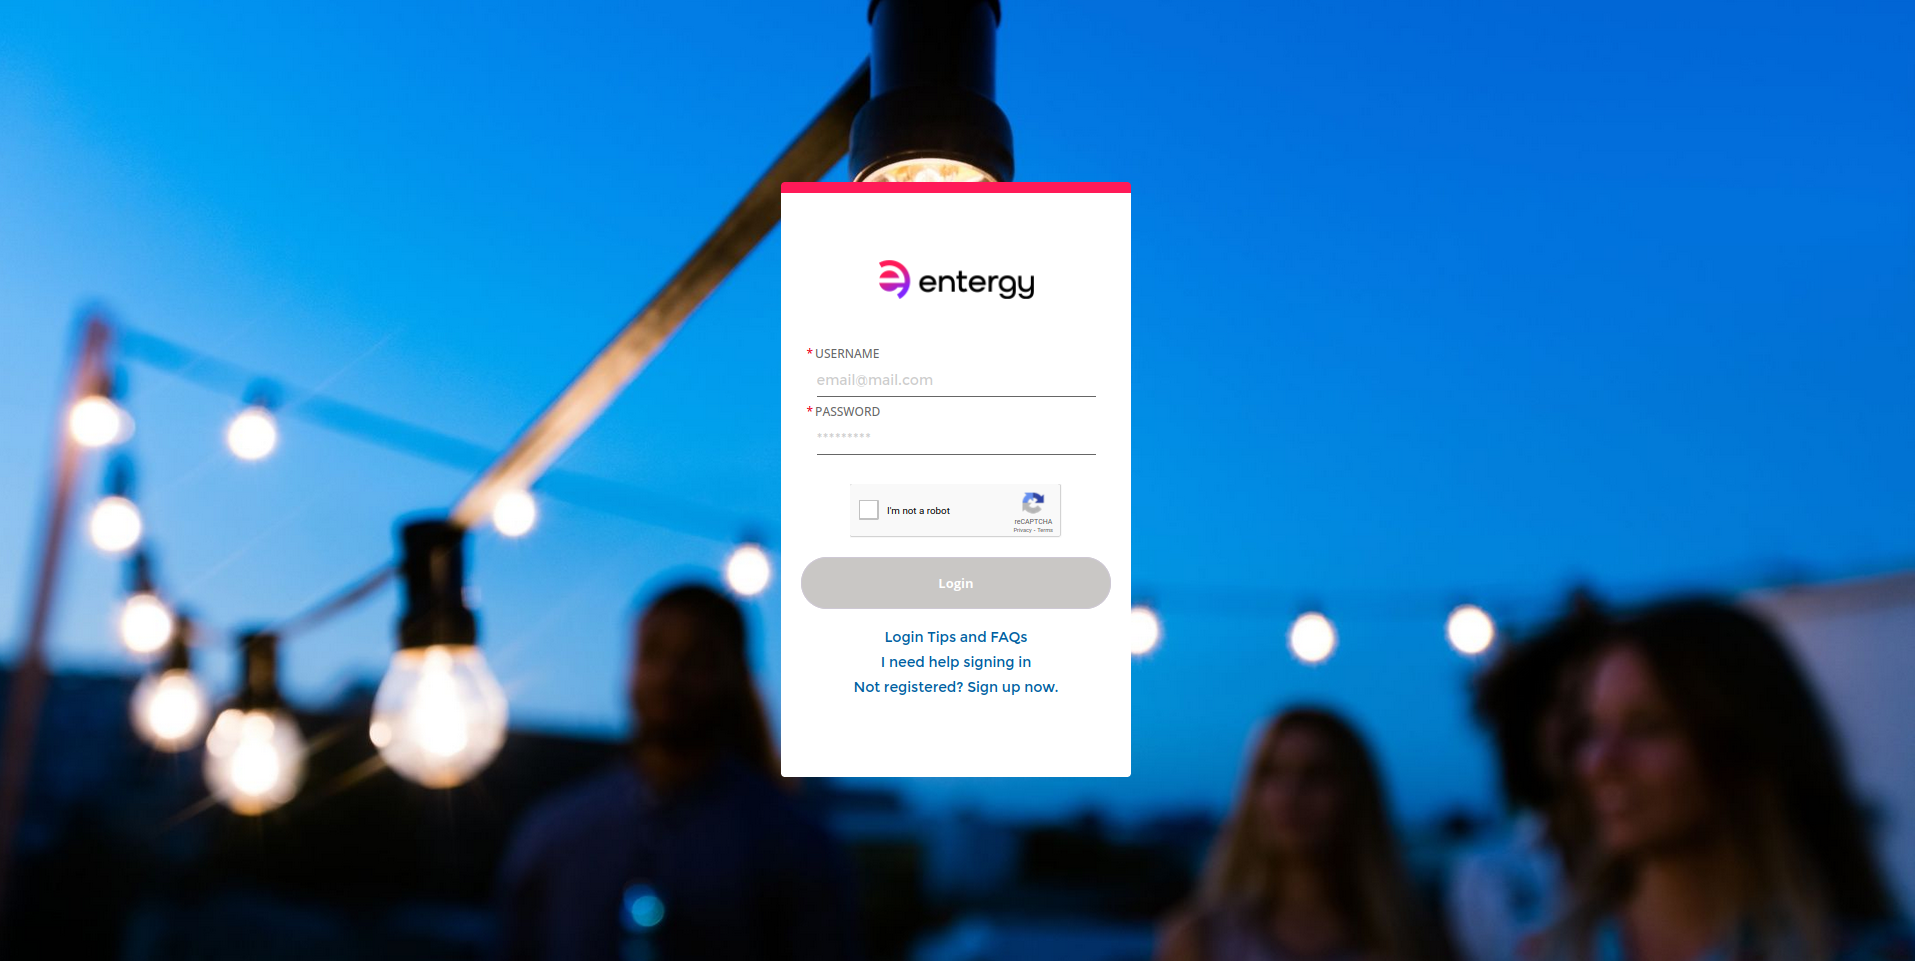 entergy
*USERNAME
email@mail.com
*PASSWORD
*********
I'm not a robot
reCAPTCHA
Privacy - Terms
Login
Login Tips and FAQs
I need help signing in
Not registered? Sign up now.